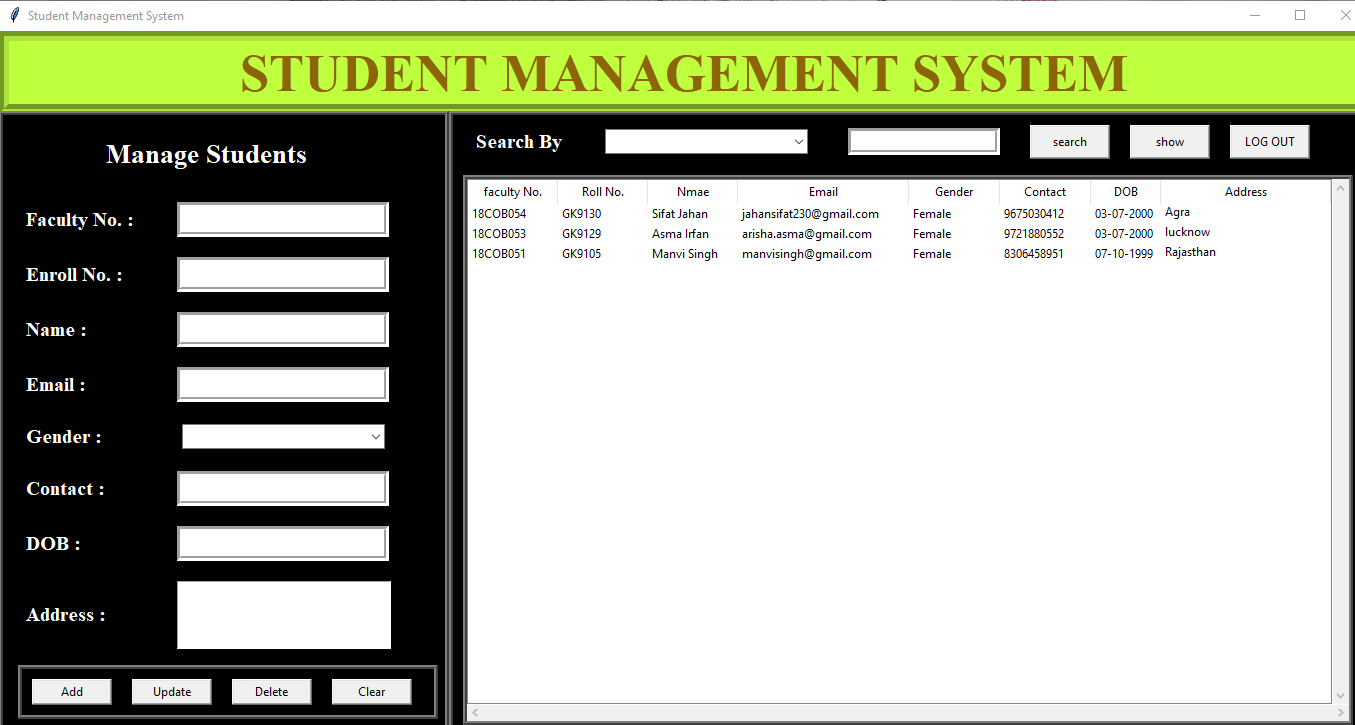 Student Management System
STUDENT MANAGEMENT SYSTEM
Manage Students
Faculty No. :
Enroll No. :
Name :
Email :
Gender :
Contact :
DOB :
Address :
Add Update Delete Clear
Search By search show LOG OUT
faculty No. Roll No. Nmae Email Gender Contact DOB Address
18COB054 GK9130 Sifat Jahan jahansifat230@gmail.com Female 9675030412 03-07-2000 Agra
18COB053 GK9129 Asma Irfan arisha.asma@gmail.com Female 9721880552 03-07-2000 lucknow
18COB051 GK9105 Manvi Singh manvisingh@gmail.com Female 8306458951 07-10-1999 Rajasthan